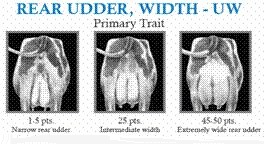 REAR UDDER, WIDTH - UW
Primary Trait
1-5 pts. 25 pts. 45-50 pts.
Narrow rear udder Intermediate width Extremely wide rear udder